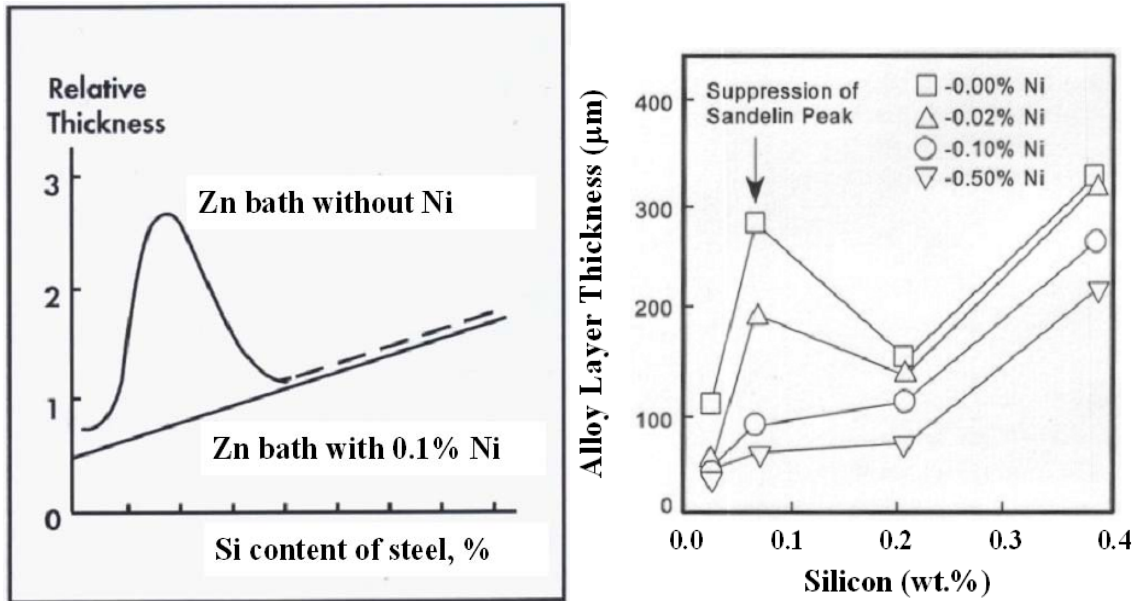 Relative
Thickness
3
2
1
0
Zn bath without Ni
Zn bath with 0.1% Ni
Si content of steel, %
Alloy Layer Thickness (μm)
400
300
200
100
0
Suppression of
Sandelin Peak
-0.00% Ni
-0.02% Ni
-0.10% Ni
-0.50% Ni
0.0 0.1 0.2 0.3 0.4
Silicon (wt.%)